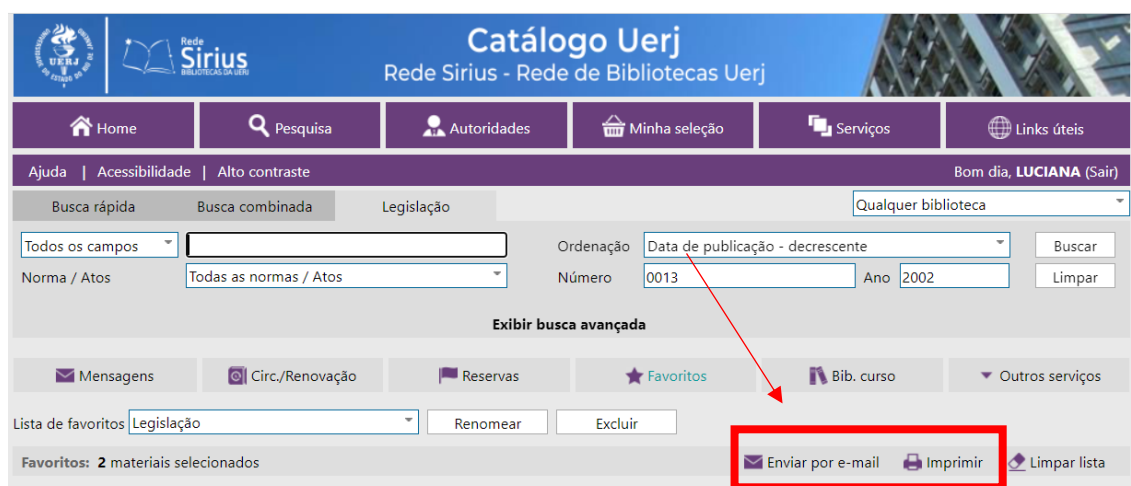 UERJ
Rede
Sirius
BIBLIOTECAS DA UERJ
Catálogo Uerj
Rede Sirius - Rede de Bibliotecas Uerj
Home Pesquisa Autoridades Minha seleção Serviços Links úteis
Ajuda | Acessibilidade | Alto contraste Bom dia, LUCIANA (Sair)
Busca rápida Busca combinada Legislação Qualquer biblioteca
Todos os campos Ordenação Data de publicação - decrescente Buscar
Norma / Atos Todas as normas / Atos Número 0013 Ano 2002 Limpar
Exibir busca avançada
Mensagens Circ./Renovação Reservas Favoritos Bib. curso Outros serviços
Lista de favoritos Legislação Renomear Excluir
Favoritos: 2 materiais selecionados Enviar por e-mail Imprimir Limpar lista